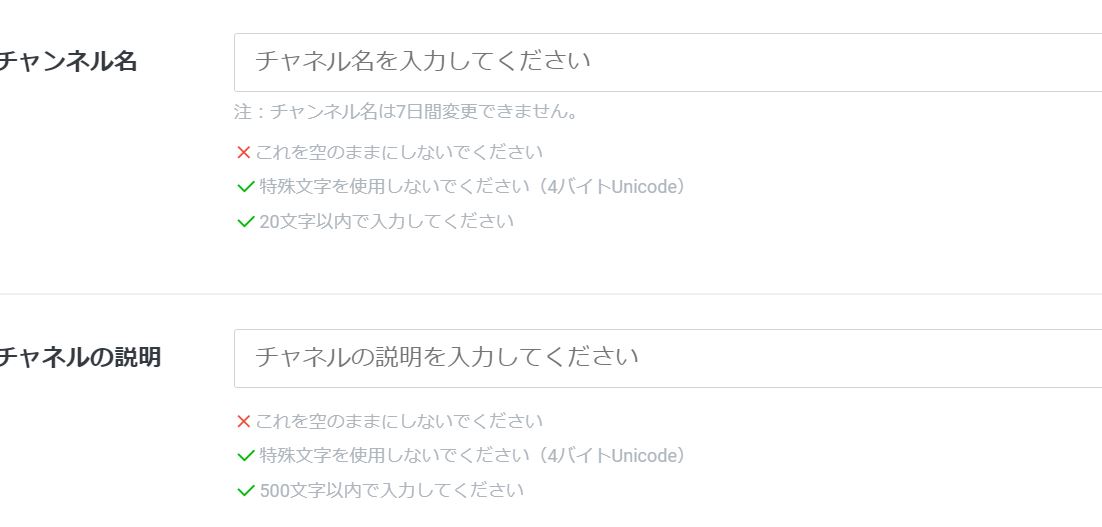 チャンネル名
チャネル名を入力してください
注：チャンネル名は7日間変更できません。
これを空のままにしないでください
特殊文字を使用しないでください（4バイトUnicode）
20文字以内で入力してください
チャネルの説明
チャネルの説明を入力してください
これを空のままにしないでください
特殊文字を使用しないでください（4バイトUnicode）
500文字以内で入力してください